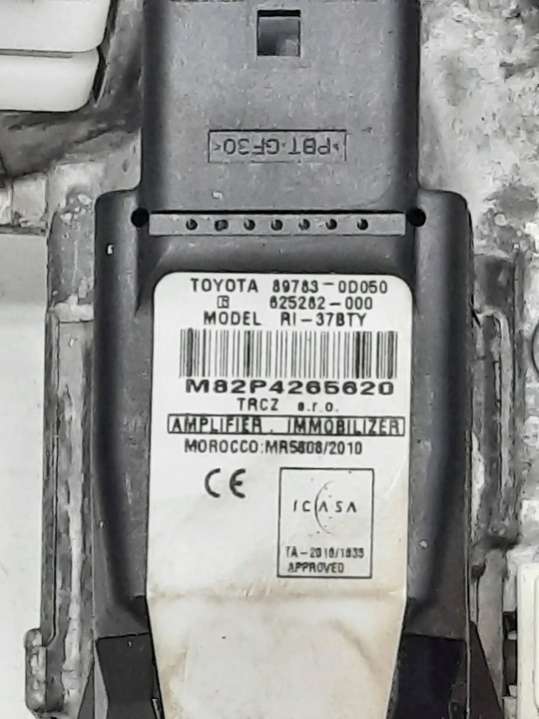 >PBT-GF30<
TOYOTA 89783-0D050
R 625262-000
MODEL RI-37BTY
M82P4265620
TRCZ s.r.o.
AMPLIFIER, IMMOBILIZER
MOROCCO:MR5808/2010
CE
ICASA
TA-2010/1835
APPROVED